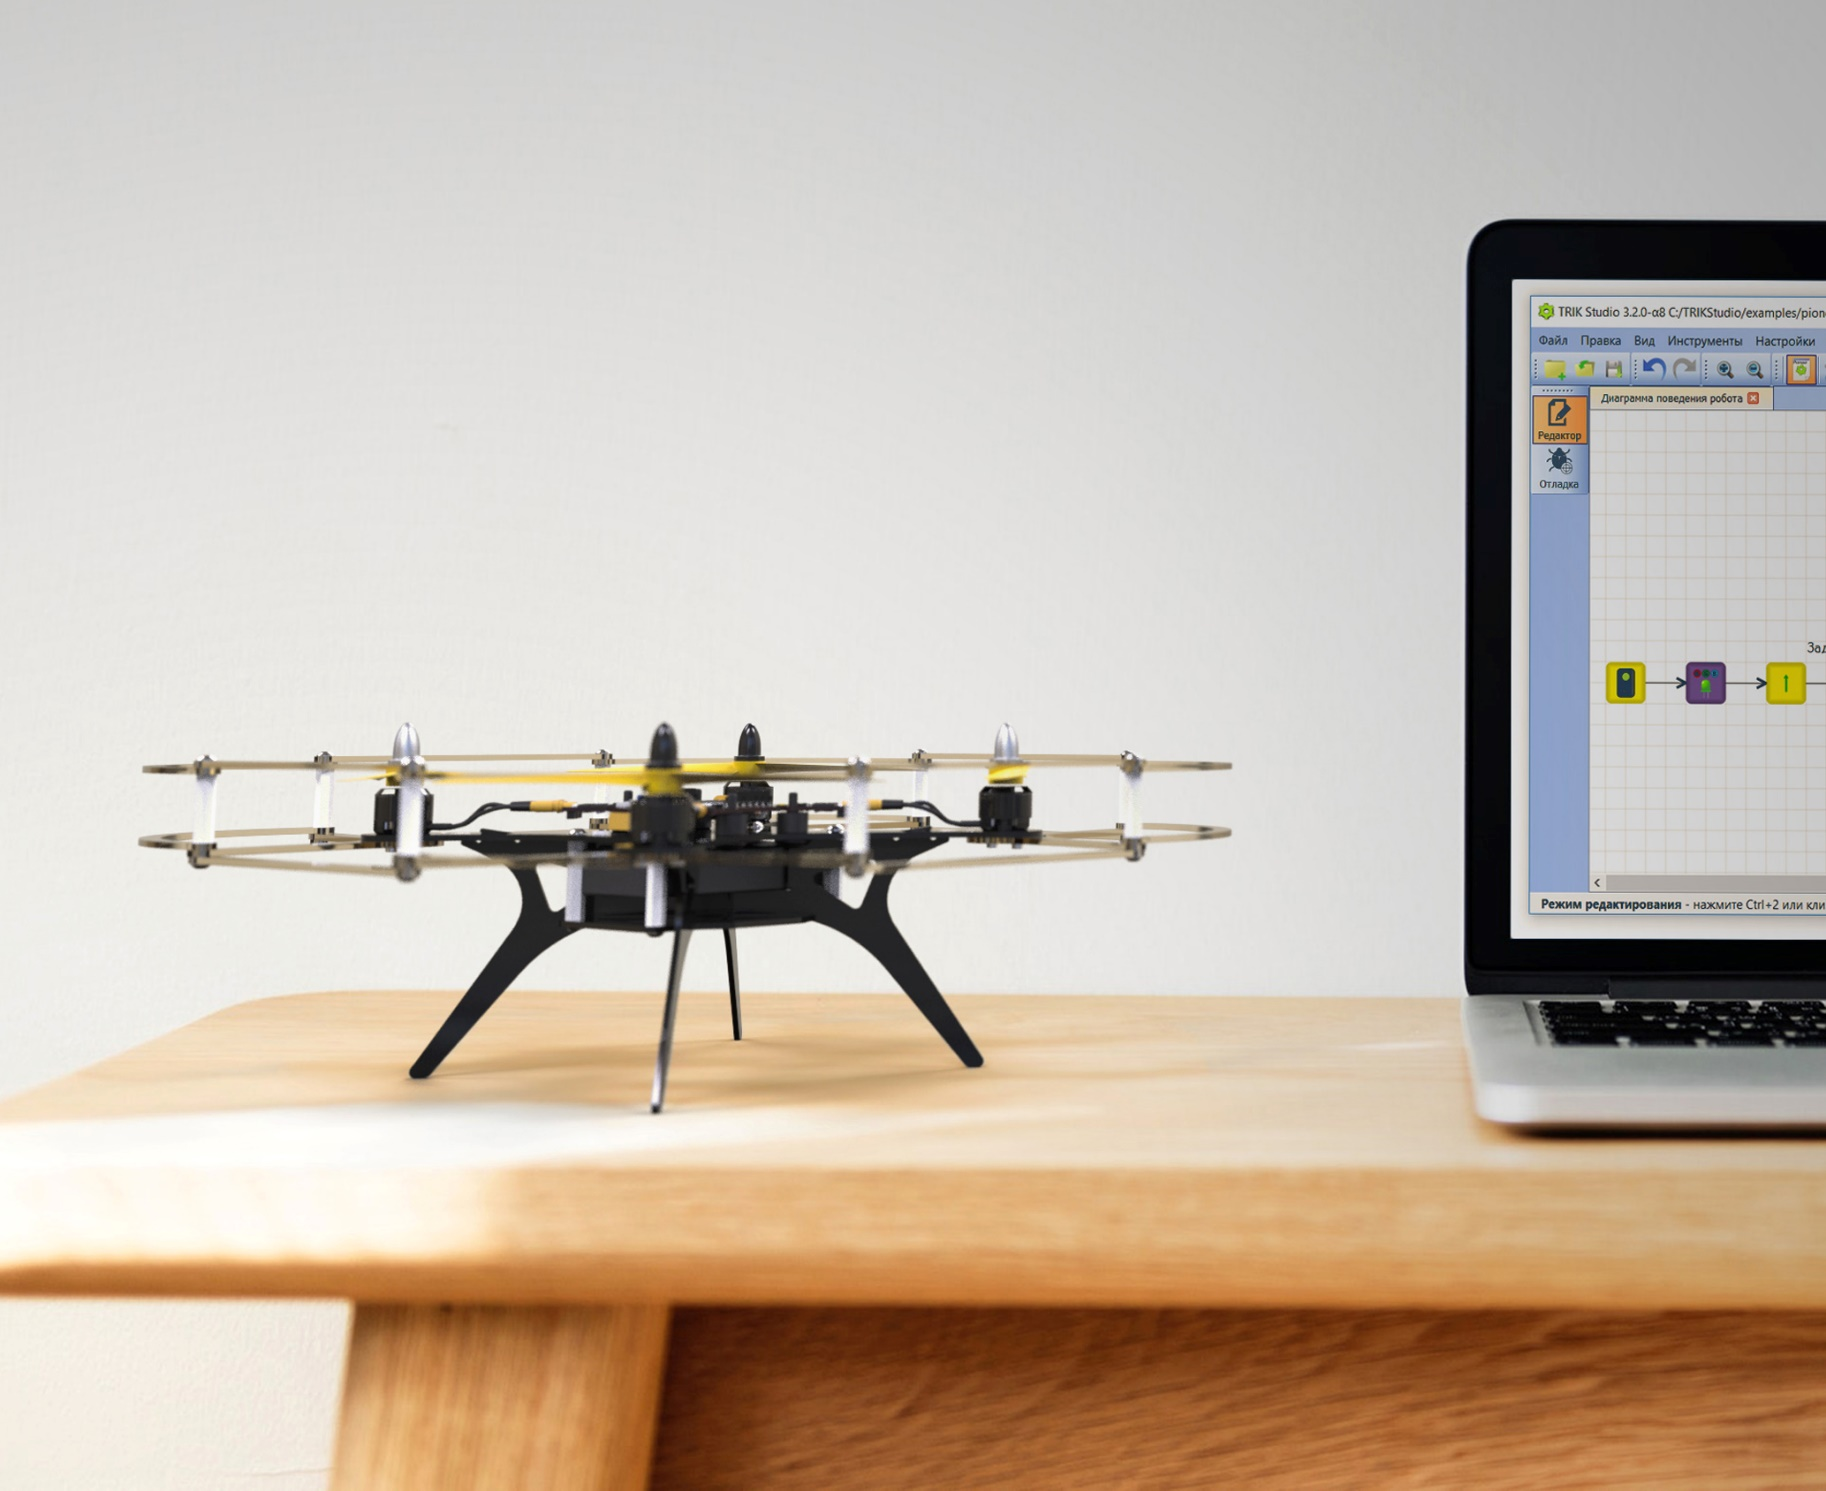 TRIK Studio 3.2.0-α8 C:/TRIKStudio/examples/pion
Файл Правка Вид Инструменты Настройки
Диаграмма поведения робота
Редактор
Отладка
Зад
Режим редактирования - нажмите Ctrl+2 или кли